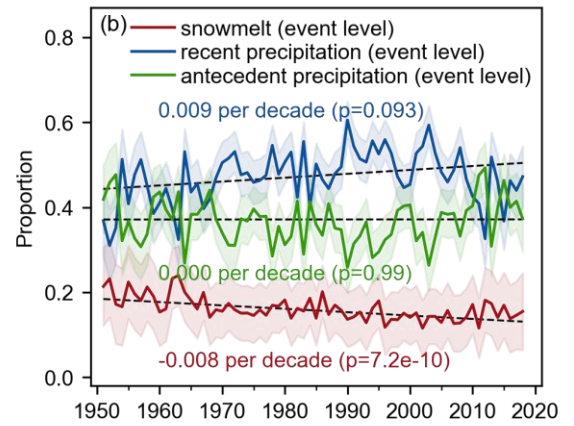 (b)
snowmelt (event level)
recent precipitation (event level)
antecedent precipitation (event level)
0.009 per decade (p=0.093)
0.000 per decade (p=0.99)
-0.008 per decade (p=7.2e-10)
Proportion
0.8
0.6
0.4
0.2
0.0
1950 1960 1970 1980 1990 2000 2010 2020